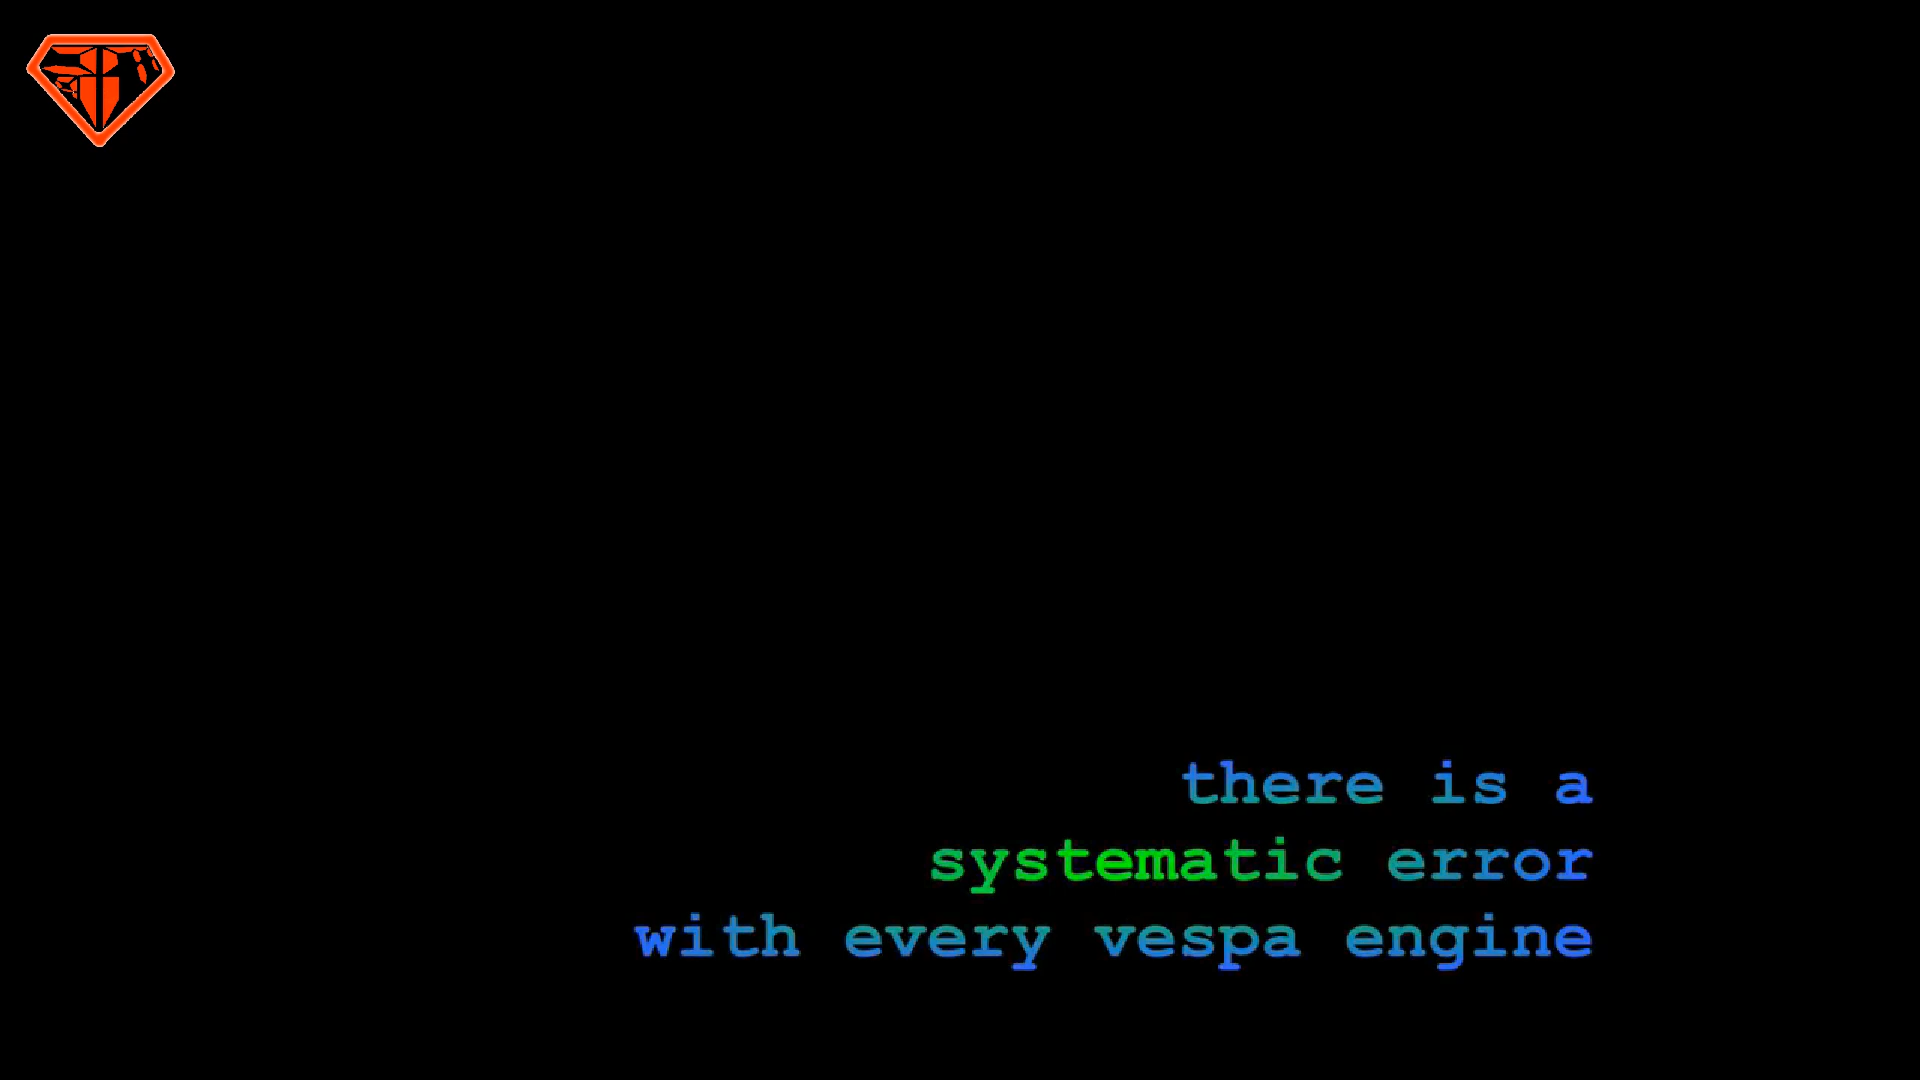 there is a
systematic error
with every vespa engine